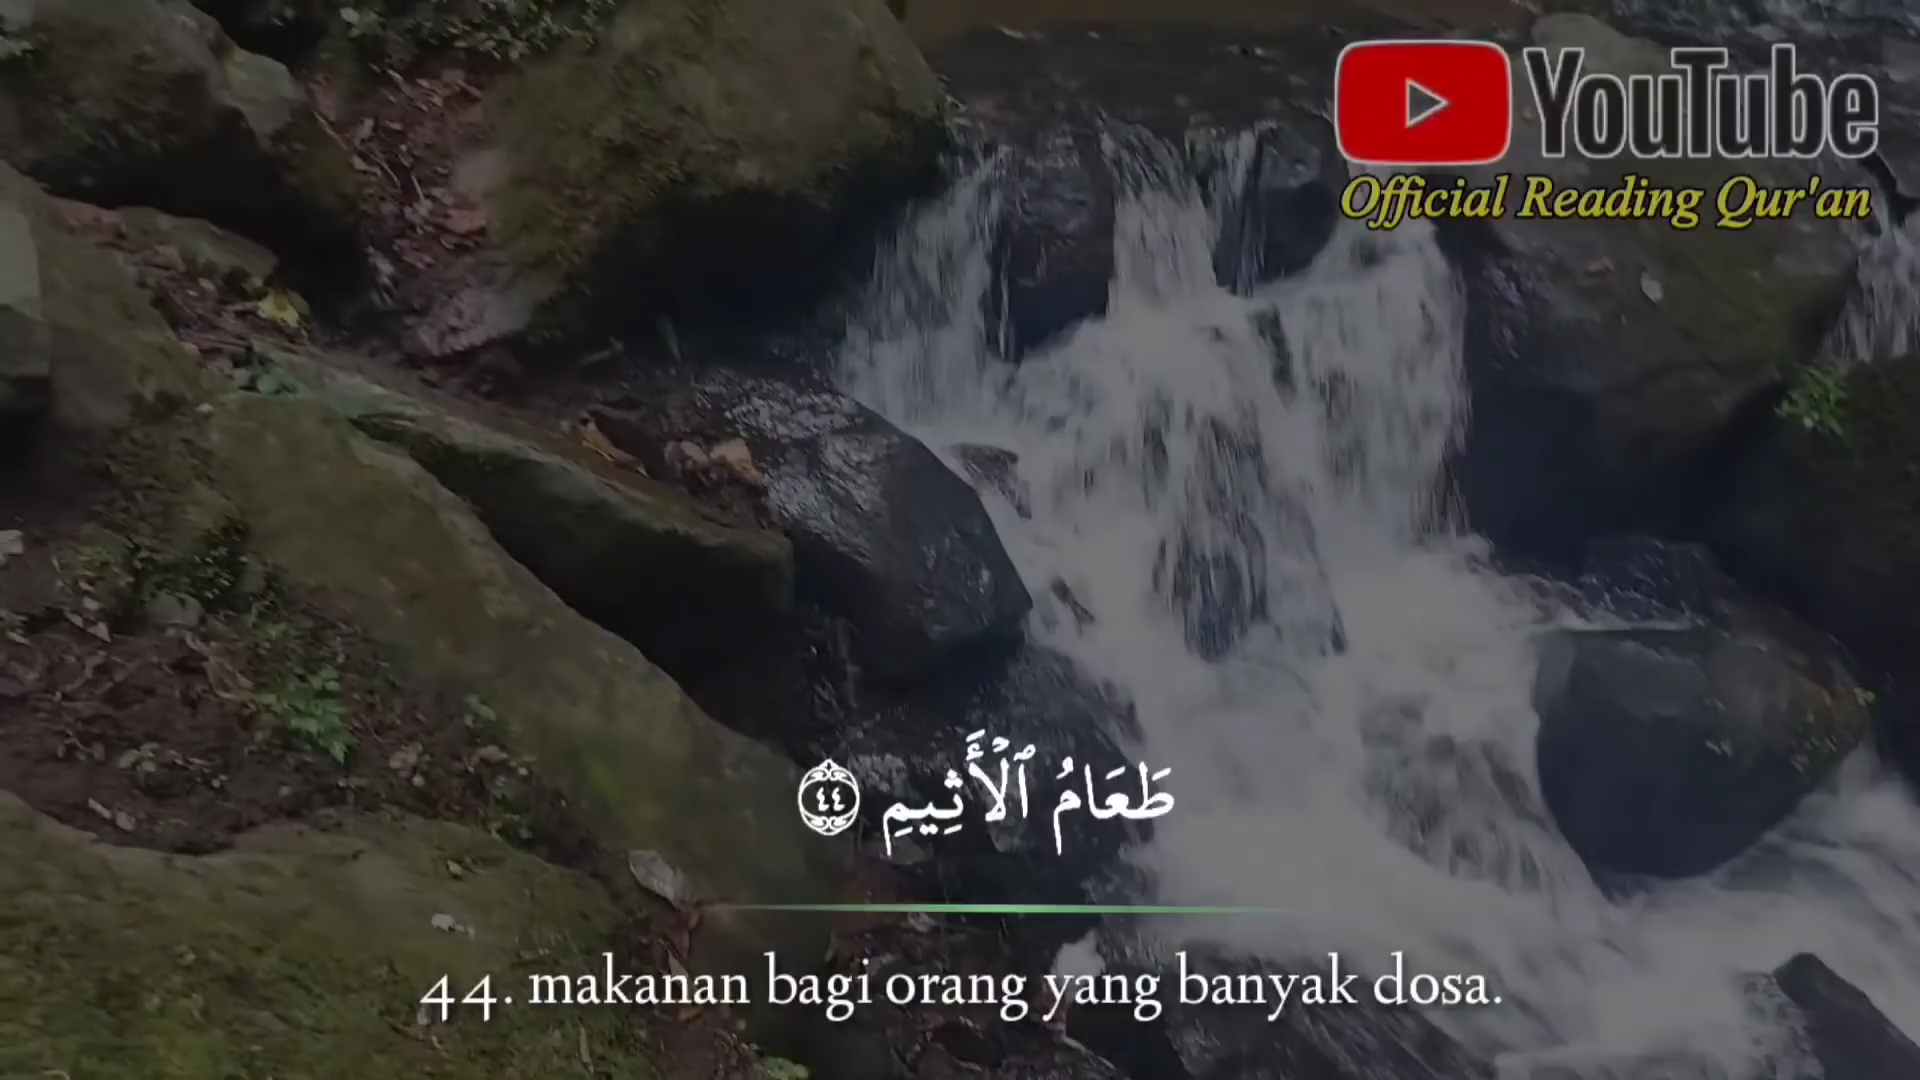 YouTube
Official Reading Qur'an
طَعَامُ ٱلْأَثِيمِ ٤٤
44. makanan bagi orang yang banyak dosa.